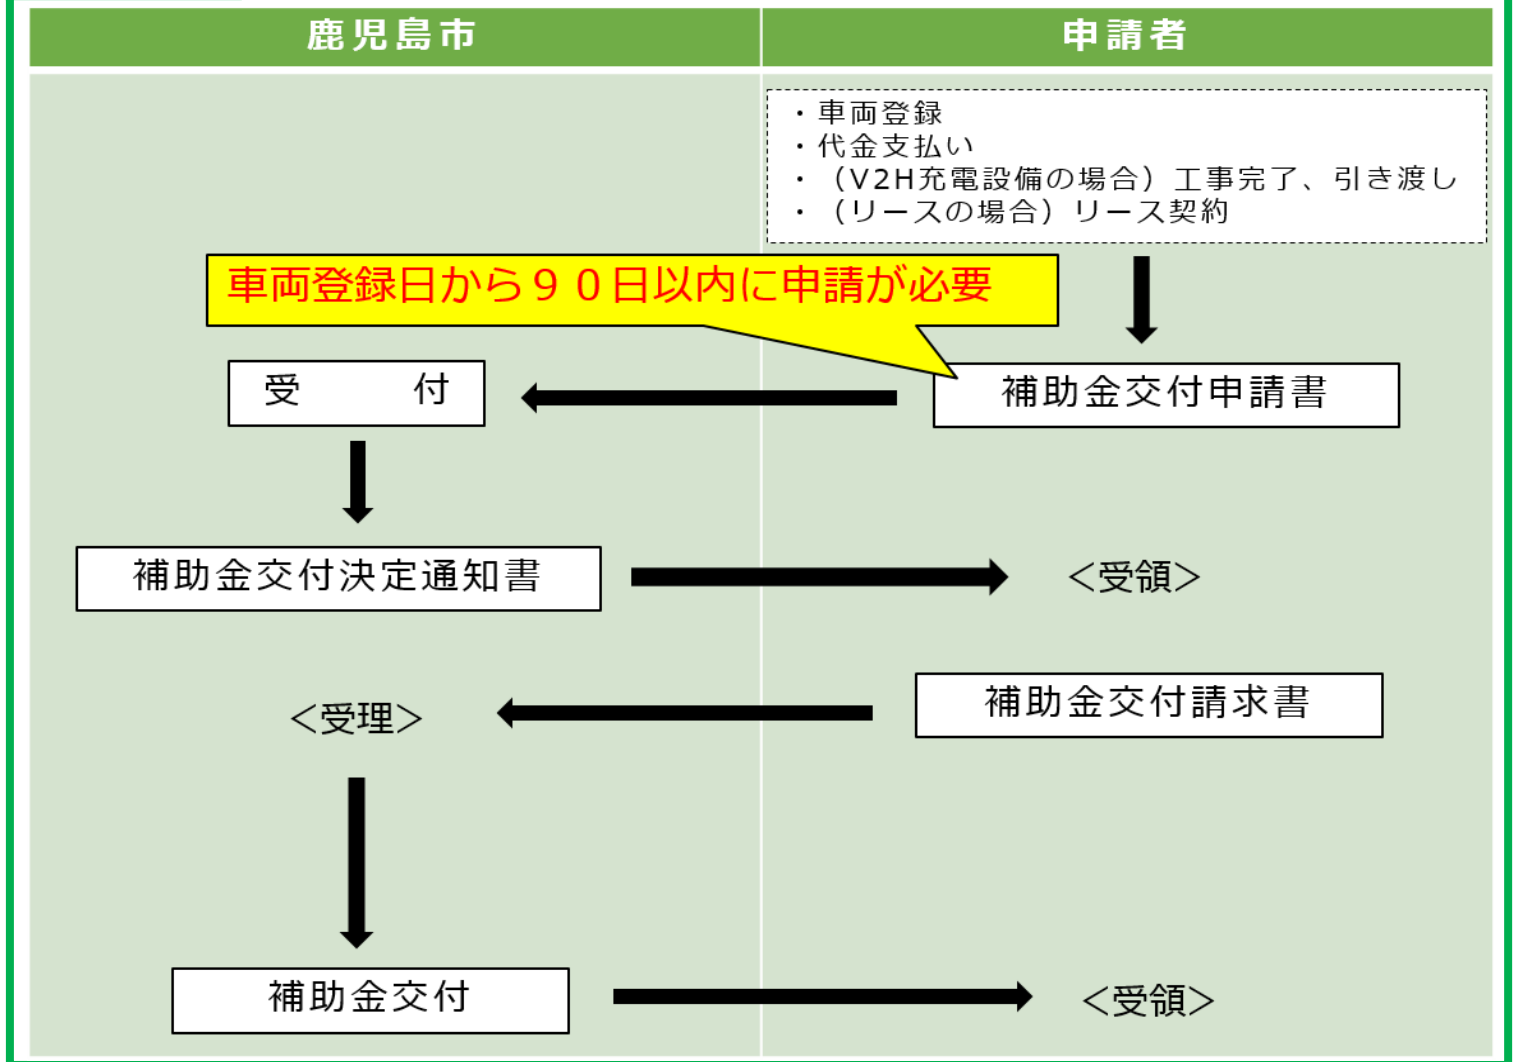 鹿児島市
申請者
・車両登録
・代金支払い
・（V2H充電設備の場合）工事完了、引き渡し
・（リースの場合）リース契約
車両登録日から９０日以内に申請が必要
受　　　付
補助金交付申請書
補助金交付決定通知書
＜受領＞
補助金交付請求書
＜受理＞
補助金交付
＜受領＞